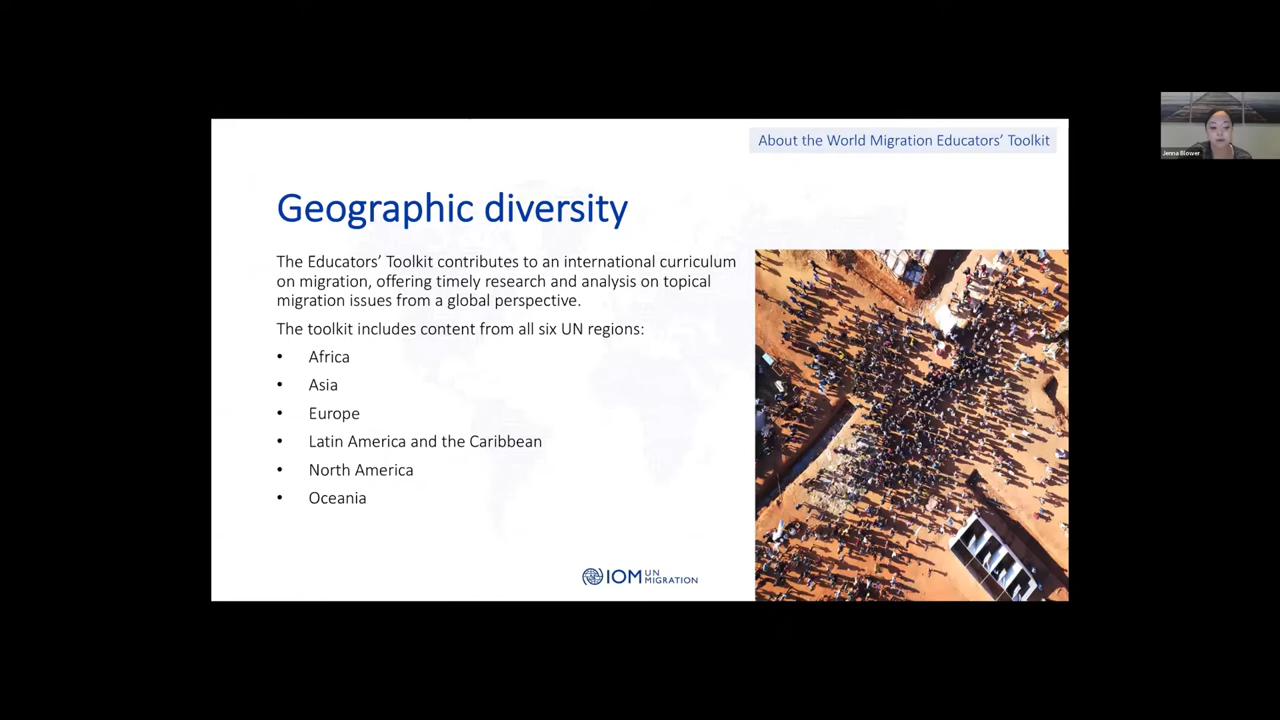 About the World Migration Educators’ Toolkit
Jenna Blower
Geographic diversity
The Educators’ Toolkit contributes to an international curriculum
on migration, offering timely research and analysis on topical
migration issues from a global perspective.
The toolkit includes content from all six UN regions:
• Africa
• Asia
• Europe
• Latin America and the Caribbean
• North America
• Oceania
IOM UN
MIGRATION